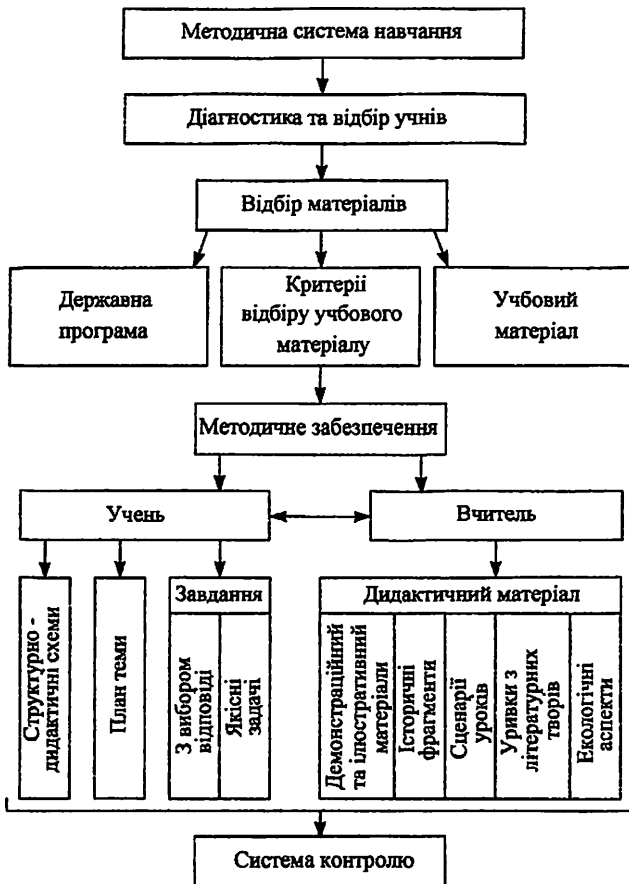 Методична система навчання
Діагностика та відбір учнів
Відбір матеріалів
Державна
програма
Критерії
відбіру учбового
матеріалу
Учбовий
матеріал
Методичне забезпечення
Учень
Вчитель
Структурно -
дидактичні схеми
План теми
Завдання
З вибором
відповіді
Якісні
задачі
Дидактичний матеріал
Демонстраційний
та ілюстративний
матеріали
Історичні
фрагменти
Сценарії
уроків
Уривки з
літературних
творів
Екологічні
аспекти
Система контролю